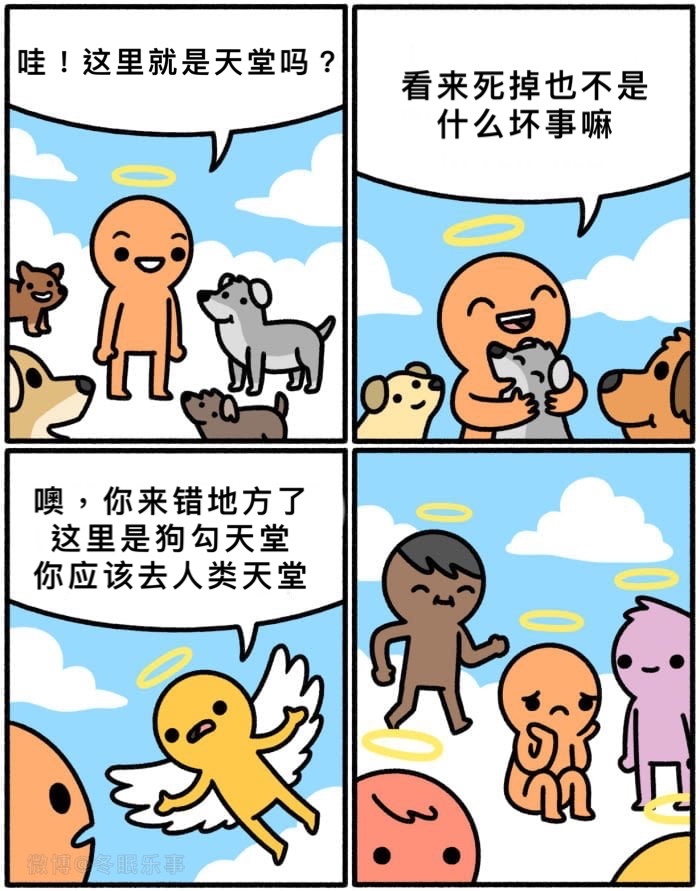 哇！这里就是天堂吗？
看来死掉也不是
什么坏事嘛
噢，你来错地方了
这里是狗勾天堂
你应该去人类天堂
微博@冬眠乐事